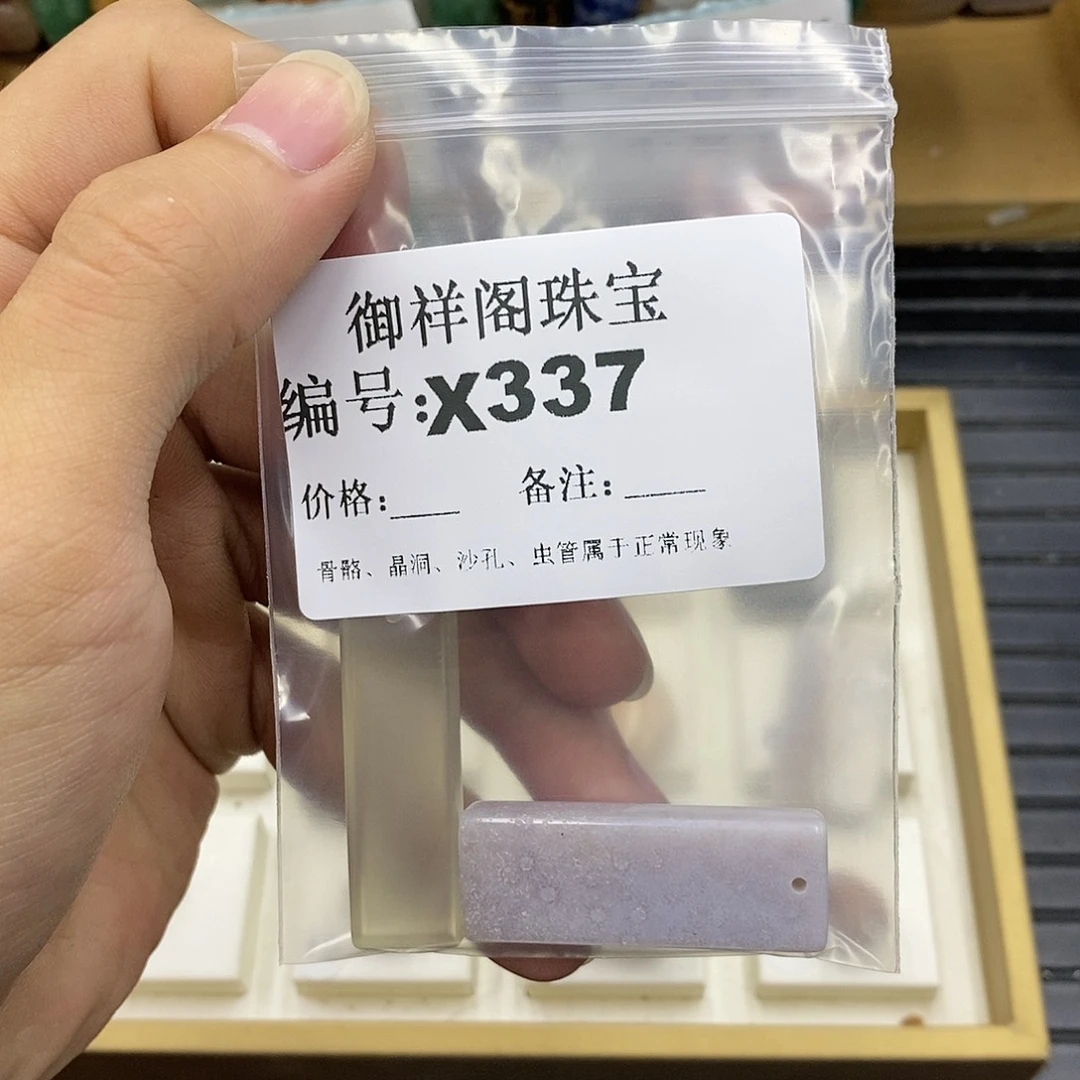 御祥阁珠宝
编号:X337
价格:____ 备注:_____
骨骼、晶洞、沙孔、虫管属于正常现象